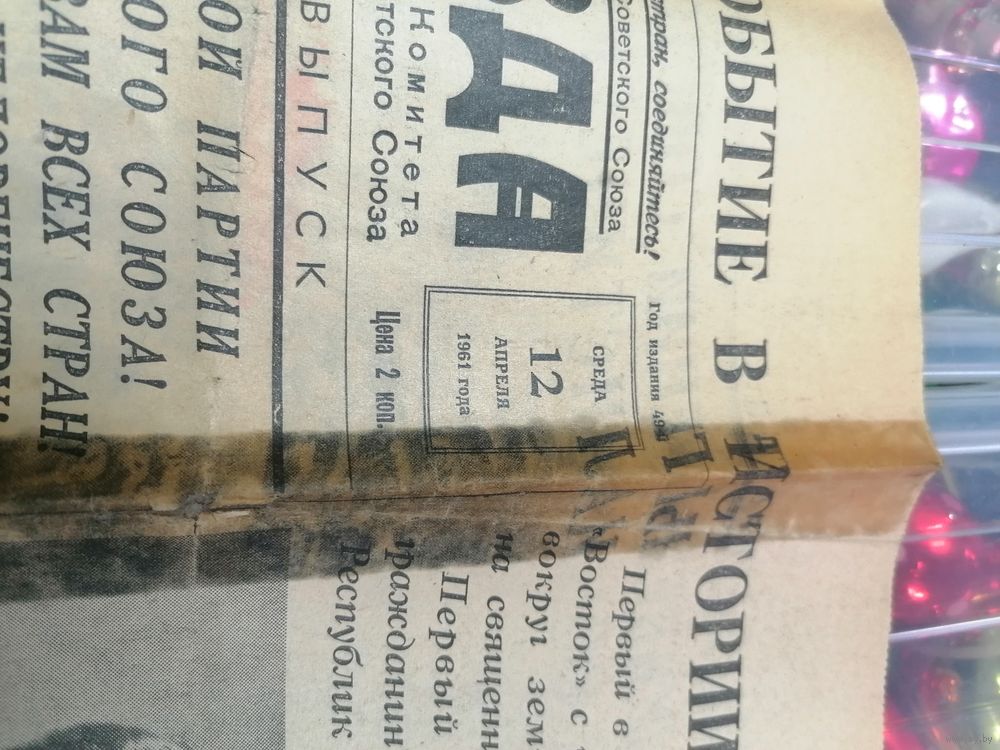 ОБЫТИЕ В ИСТОРИИ
стран, соединяйтесь!
Советского Союза
ДА
Комитета
тского Союза
Год издания 49-й
СРЕДА
12
АПРЕЛЯ
1961 года
Цена 2 коп.
ВЫПУСК
ОЙ ПАРТИИ
ОГО СОЮЗА!
АМ ВСЕХ СТРАН!
Первый в
«Восток» с
вокруг зем
на священн
Первый
гражданин
Республик